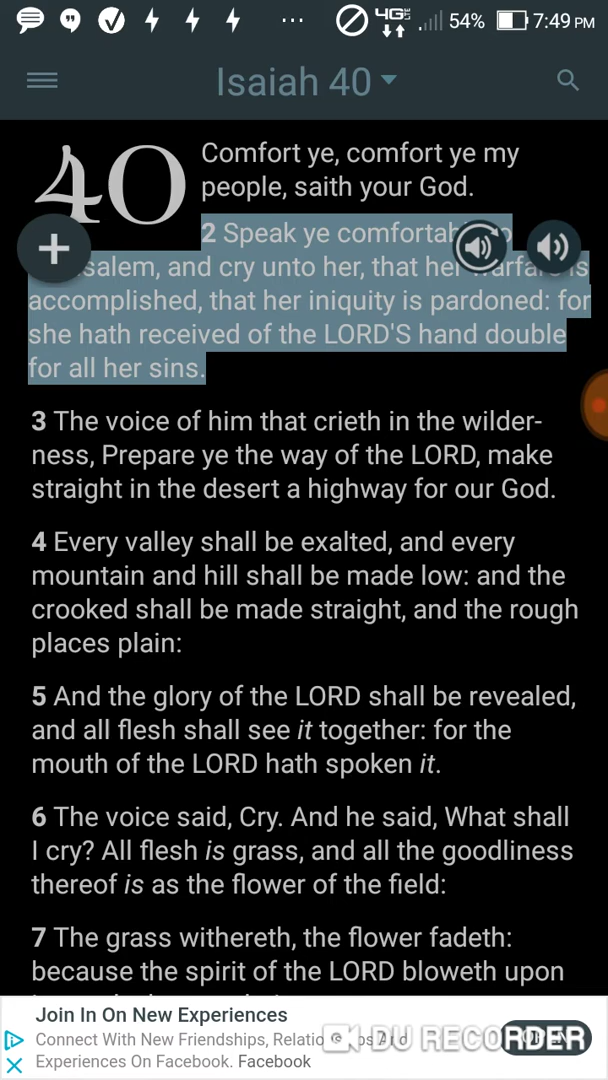 4G LTE 54% 7:49 PM
Isaiah 40
40
Comfort ye, comfort ye my
people, saith your God.
2 Speak ye
salem, and cry unto her, that her
accomplished, that her iniquity is pardoned: for
she hath received of the LORD'S hand double
for all her sins.
3 The voice of him that crieth in the wilder-
ness, Prepare ye the way of the LORD, make
straight in the desert a highway for our God.
4 Every valley shall be exalted, and every
mountain and hill shall be made low: and the
crooked shall be made straight, and the rough
places plain:
5 And the glory of the LORD shall be revealed,
and all flesh shall see it together: for the
mouth of the LORD hath spoken it.
6 The voice said, Cry. And he said, What shall
I cry? All flesh is grass, and all the goodliness
thereof is as the flower of the field:
7 The grass withereth, the flower fadeth:
because the spirit of the LORD bloweth upon
Join In On New Experiences
Connect With New Friendships,
Experiences On Facebook. Facebook
DU RECORDER